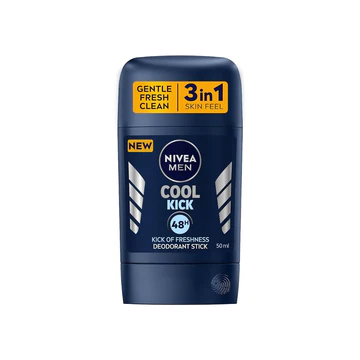 GENTLE
FRESH
CLEAN
3in1
SKIN FEEL
NEW
NIVEA
MEN
COOL
KICK
48H
KICK OF FRESHNESS
DEODORANT STICK
50 ml